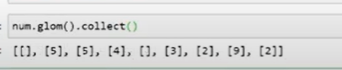 num.glom().collect()
[[], [5], [5], [4], [], [3], [2], [9], [2]]